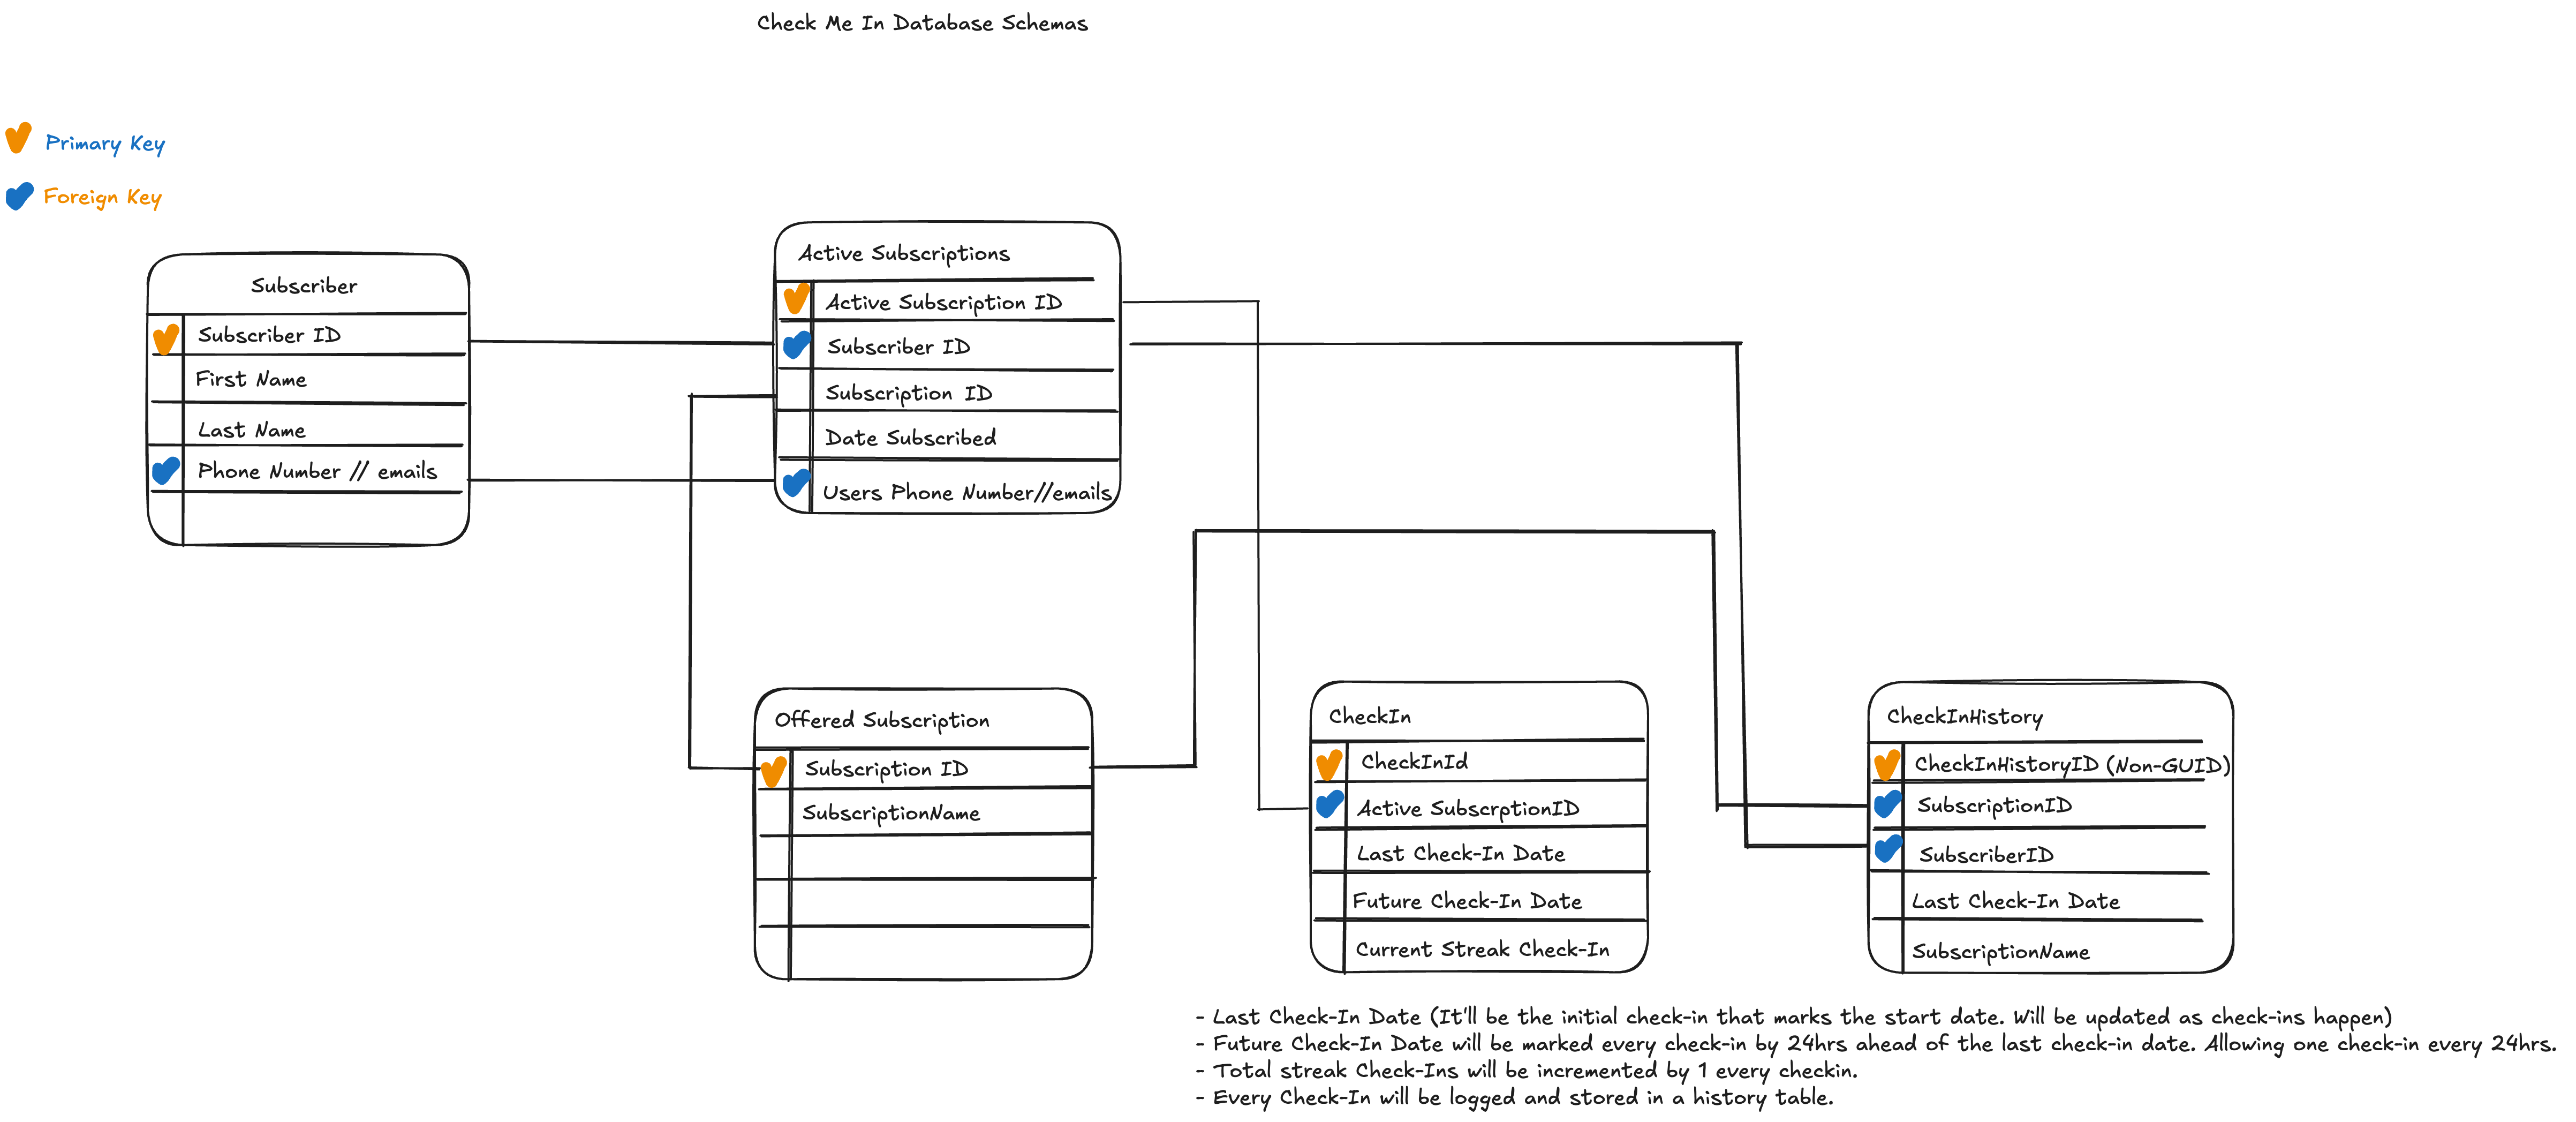 Check Me In Database Schemas
Primary Key
Foreign Key
Subscriber
Subscriber ID
First Name
Last Name
Phone Number // emails
Active Subscriptions
Active Subscription ID
Subscriber ID
Subscription ID
Date Subscribed
Users Phone Number//emails
Offered Subscription
Subscription ID
SubscriptionName
CheckIn
CheckInId
Active SubscrptionID
Last Check-In Date
Future Check-In Date
Current Streak Check-In
CheckInHistory
CheckInHistoryID (Non-GUID)
SubscriptionID
SubscriberID
Last Check-In Date
SubscriptionName
- Last Check-In Date (It'll be the initial check-in that marks the start date. Will be updated as check-ins happen)
- Future Check-In Date will be marked every check-in by 24hrs ahead of the last check-in date. Allowing one check-in every 24hrs.
- Total streak Check-Ins will be incremented by 1 every checkin.
- Every Check-In will be logged and stored in a history table.